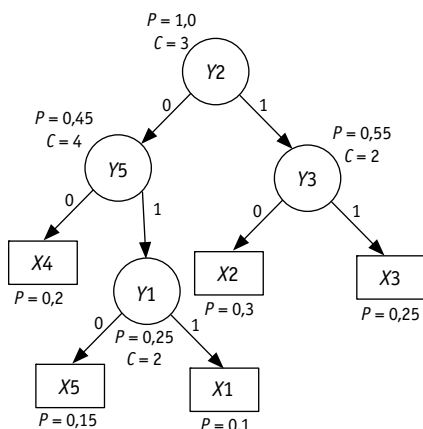 P = 1,0
C = 3
Y2
0
1
P = 0,45
C = 4
Y5
P = 0,55
C = 2
Y3
0
1
0
1
X4
P = 0,2
Y1
X2
P = 0,3
X3
P = 0,25
0
P = 0,25
C = 2
1
X5
P = 0,15
X1
P = 0,1